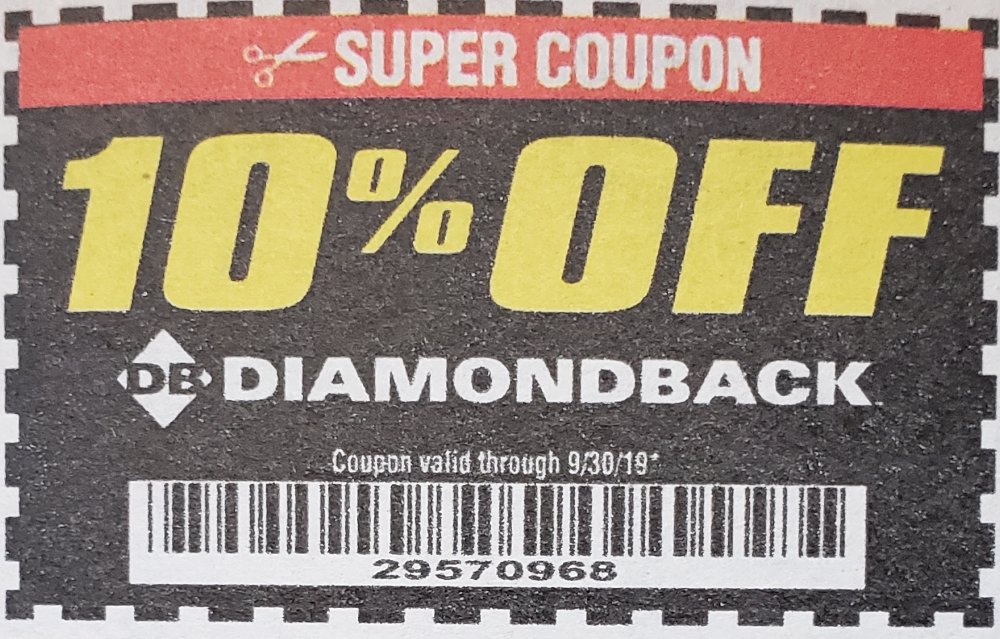 SUPER COUPON
10% OFF
DB DIAMONDBACK
Coupon valid through 9/30/19*
29570968